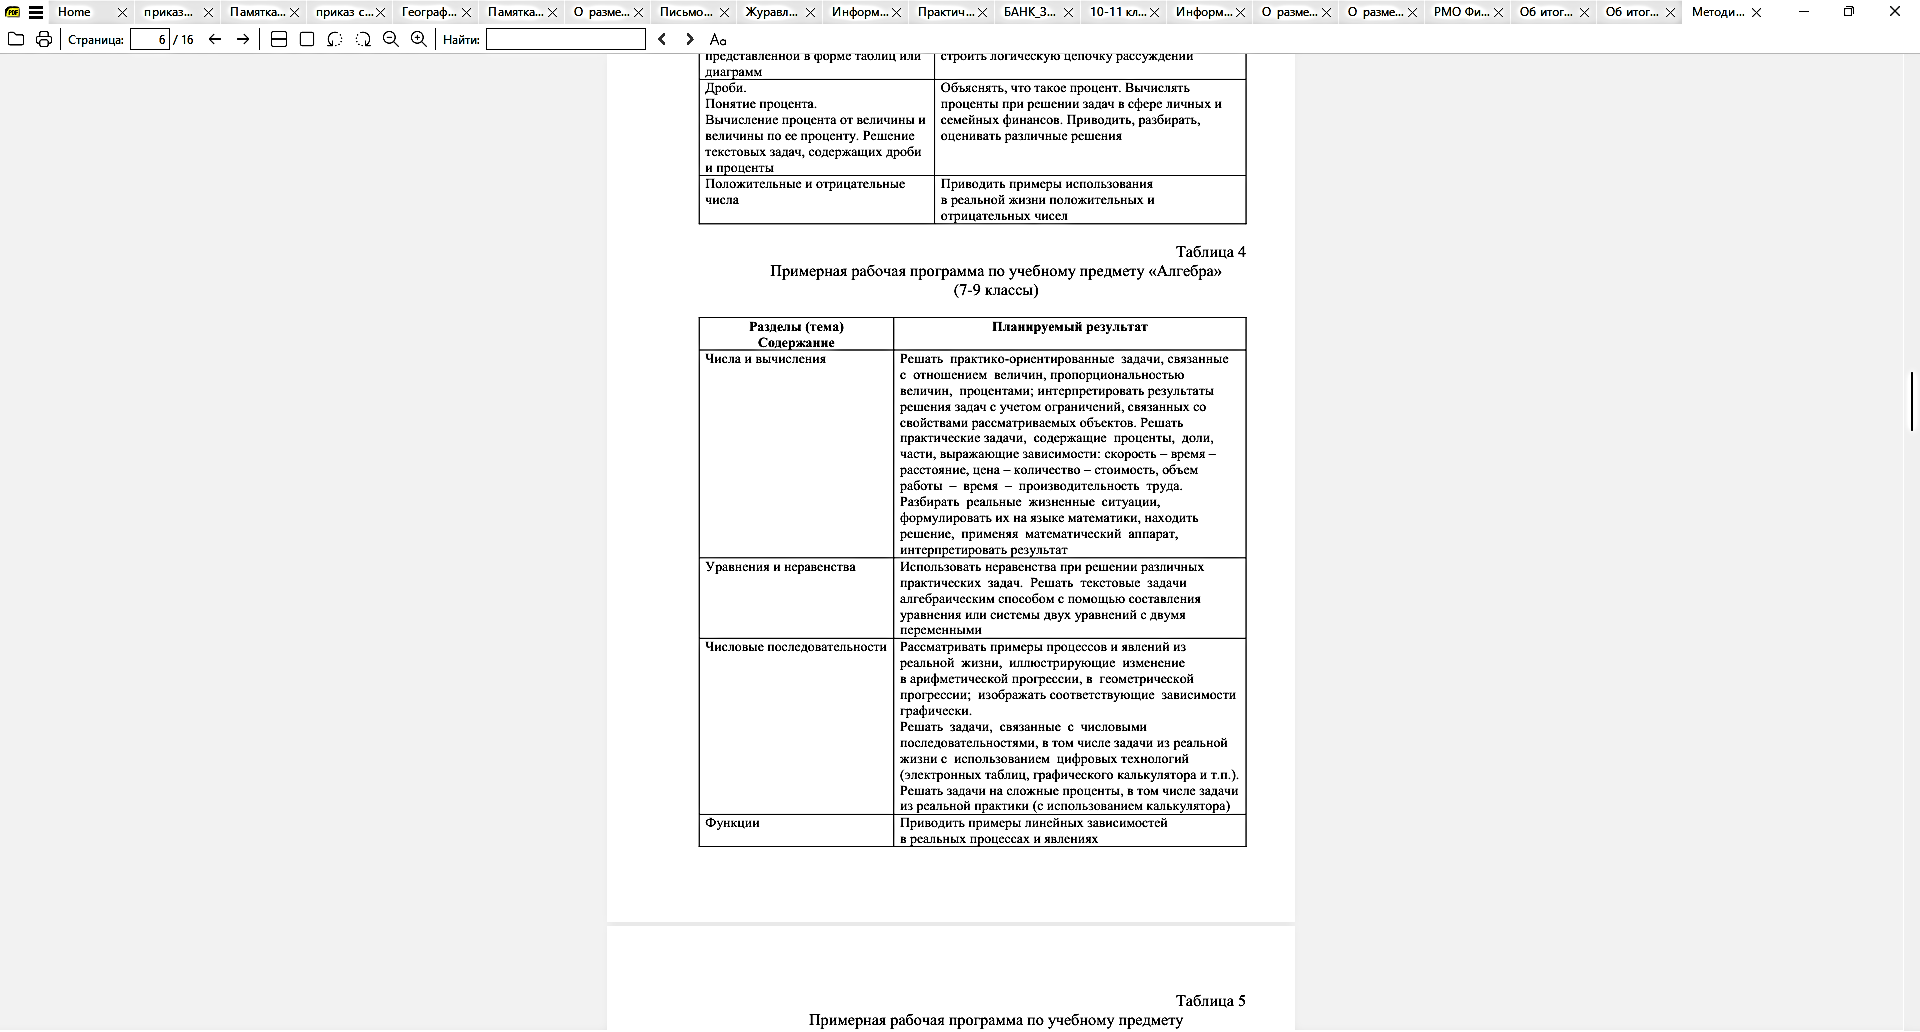 Home
приказ...
Памятка...
приказ с...
Географ...
Памятка...
О разме...
Письмо...
Журавл...
Информ...
Практич...
БАНК_З...
10-11 кл...
Информ...
О разме...
О разме...
РМО Фи...
Об итог...
Об итог...
Методи...
Страница: 6 / 16
Найти:
Aa
представленной в форме таблиц или
диаграмм
строить логическую цепочку рассуждений
Дроби.
Понятие процента.
Вычисление процента от величины и
величины по ее проценту. Решение
текстовых задач, содержащих дроби
и проценты
Объяснять, что такое процент. Вычислять
проценты при решении задач в сфере личных и
семейных финансов. Приводить, разбирать,
оценивать различные решения
Положительные и отрицательные
числа
Приводить примеры использования
в реальной жизни положительных и
отрицательных чисел
Таблица 4
Примерная рабочая программа по учебному предмету «Алгебра»
(7-9 классы)
Разделы (тема)
Содержание
Планируемый результат
Числа и вычисления
Решать практико-ориентированные задачи, связанные
с отношением величин, пропорциональностью
величин, процентами; интерпретировать результаты
решения задач с учетом ограничений, связанных со
свойствами рассматриваемых объектов. Решать
практические задачи, содержащие проценты, доли,
части, выражающие зависимости: скорость – время –
расстояние, цена – количество – стоимость, объем
работы – время – производительность труда.
Разбирать реальные жизненные ситуации,
формулировать их на языке математики, находить
решение, применяя математический аппарат,
интерпретировать результат
Уравнения и неравенства
Использовать неравенства при решении различных
практических задач. Решать текстовые задачи
алгебраическим способом с помощью составления
уравнения или системы двух уравнений с двумя
переменными
Числовые последовательности
Рассматривать примеры процессов и явлений из
реальной жизни, иллюстрирующие изменение
в арифметической прогрессии, в геометрической
прогрессии; изображать соответствующие зависимости
графически.
Решать задачи, связанные с числовыми
последовательностями, в том числе задачи из реальной
жизни с использованием цифровых технологий
(электронных таблиц, графического калькулятора и т.п.).
Решать задачи на сложные проценты, в том числе задачи
из реальной практики (с использованием калькулятора)
Функции
Приводить примеры линейных зависимостей
в реальных процессах и явлениях
Таблица 5
Примерная рабочая программа по учебному предмету